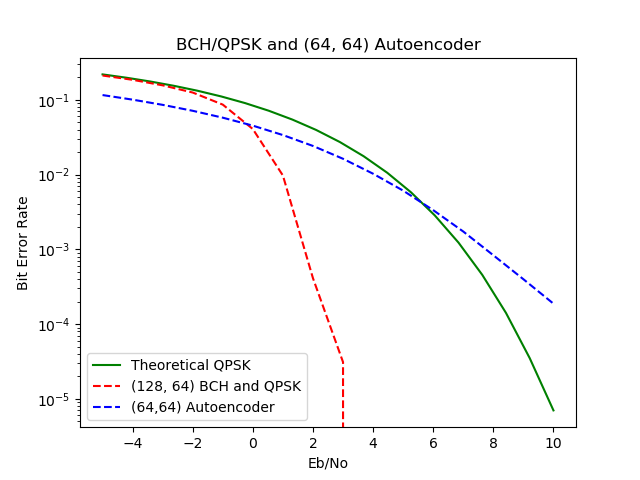 BCH/QPSK and (64, 64) Autoencoder
Bit Error Rate
10⁻¹
10⁻²
10⁻³
10⁻⁴
10⁻⁵
Theoretical QPSK
(128, 64) BCH and QPSK
(64,64) Autoencoder
−4 −2 0 2 4 6 8 10
Eb/No